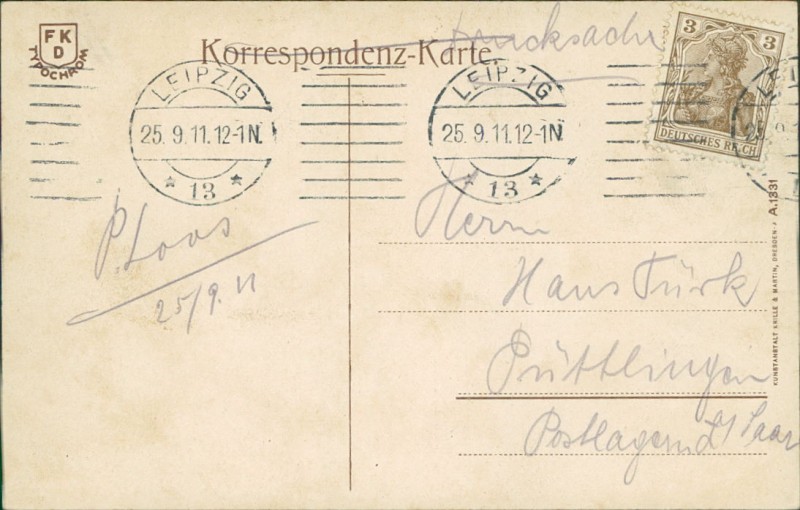 FKD
TYPOCHROM
Korrespondenz-Karte
Drucksache
3 3
DEUTSCHES REICH
LEIPZIG
25. 9. 11. 12-1N.
* 13 *
LEIPZIG
25. 9. 11. 12-1N
* 13 *
P. Loos
25/9. 11
Herrn
Hans Türk
Püttlingen
Postlagernd a/ Saar
A. 1331
KUNSTANSTALT KRILLE & MARTIN, DRESDEN-J